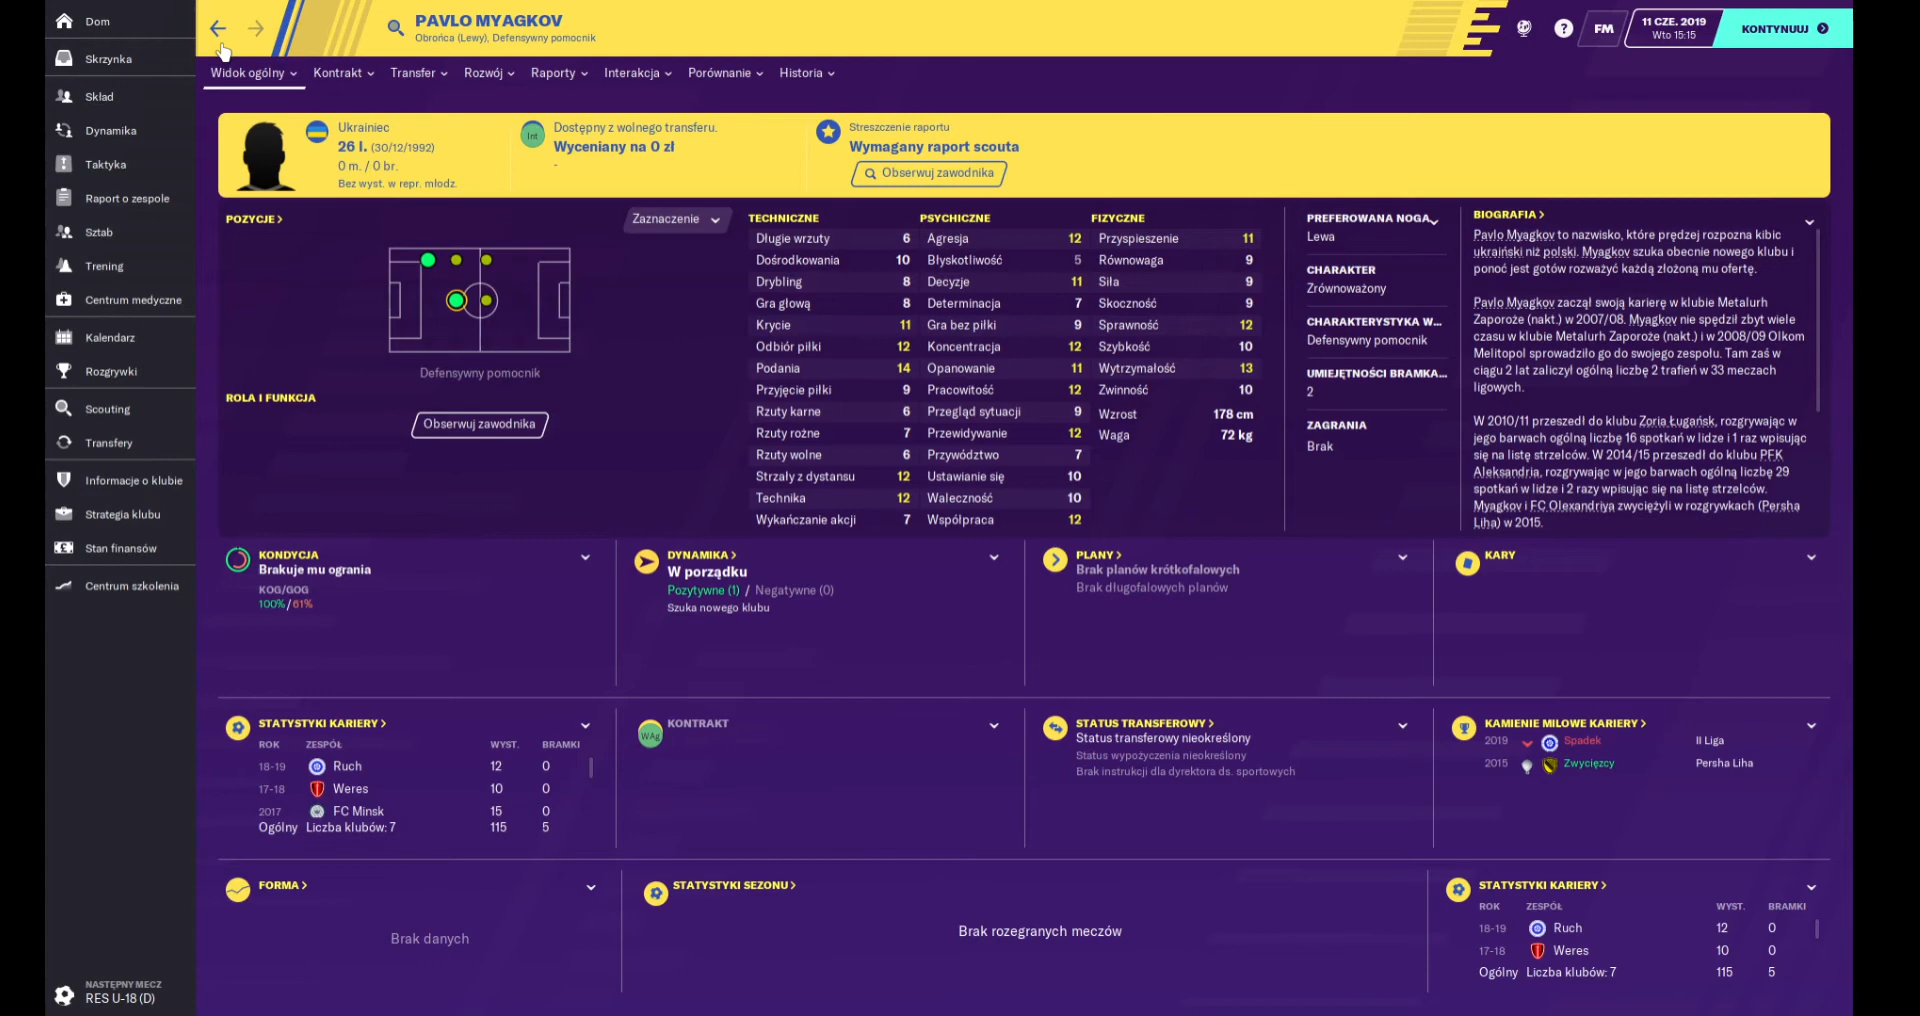 Dom
Skrzynka
Skład
Dynamika
Taktyka
Raport o zespole
Sztab
Trening
Centrum medyczne
Kalendarz
Rozgrywki
Scouting
Transfery
Informacje o klubie
Strategia klubu
Stan finansów
Centrum szkolenia
NASTĘPNY MECZ
RES U-18 (D)
PAVLO MYAGKOV
Obrońca (Lewy), Defensywny pomocnik
FM
11 CZE. 2019
Wto 15:15
KONTYNUUJ
Widok ogólny
Kontrakt
Transfer
Rozwój
Raporty
Interakcja
Porównanie
Historia
Ukrainiec
26 l. (30/12/1992)
0 m. / 0 br.
Bez wyst. w repr. młodz.
Int
Dostępny z wolnego transferu.
Wyceniany na 0 zł
-
Streszczenie raportu
Wymagany raport scouta
Obserwuj zawodnika
POZYCJE
Zaznaczenie
Defensywny pomocnik
ROLA I FUNKCJA
Obserwuj zawodnika
TECHNICZNE
Długie wrzuty 6
Dośrodkowania 10
Drybling 8
Gra głową 8
Krycie 11
Odbiór piłki 12
Podania 14
Przyjęcie piłki 9
Rzuty karne 6
Rzuty rożne 7
Rzuty wolne 6
Strzały z dystansu 12
Technika 12
Wykańczanie akcji 7
PSYCHICZNE
Agresja 12
Błyskotliwość 5
Decyzje 11
Determinacja 7
Gra bez piłki 9
Koncentracja 12
Opanowanie 11
Pracowitość 12
Przegląd sytuacji 9
Przewidywanie 12
Przywództwo 7
Ustawianie się 10
Waleczność 10
Współpraca 12
FIZYCZNE
Przyspieszenie 11
Równowaga 9
Siła 9
Skoczność 9
Sprawność 12
Szybkość 10
Wytrzymałość 13
Zwinność 10
Wzrost 178 cm
Waga 72 kg
PREFEROWANA NOGA
Lewa
CHARAKTER
Zrównoważony
CHARAKTERYSTYKA W...
Defensywny pomocnik
UMIEJĘTNOŚCI BRAMKA...
2
ZAGRANIA
Brak
BIOGRAFIA
Pavlo Myagkov to nazwisko, które prędzej rozpozna kibic
ukraiński niż polski. Myagkov szuka obecnie nowego klubu i
ponoć jest gotów rozważyć każdą złożoną mu ofertę.
Pavlo Myagkov zaczął swoją karierę w klubie Metalurh
Zaporoże (nakt.) w 2007/08. Myagkov nie spędził zbyt wiele
czasu w klubie Metalurh Zaporoże (nakt.) i w 2008/09 Olkom
Melitopol sprowadziło go do swojego zespołu. Tam zaś w
ciągu 2 lat zaliczył ogólną liczbę 2 trafień w 33 meczach
ligowych.
W 2010/11 przeszedł do klubu Zoria Ługańsk, rozgrywając w
jego barwach ogólną liczbę 16 spotkań w lidze i 1 raz wpisując
się na listę strzelców. W 2014/15 przeszedł do klubu PFK
Aleksandria, rozgrywając w jego barwach ogólną liczbę 29
spotkań w lidze i 2 razy wpisując się na listę strzelców.
Myagkov i FC Olexandriya zwyciężyli w rozgrywkach (Persha
Liha) w 2015.
KONDYCJA
Brakuje mu ogrania
KOG/GOG
100% / 61%
DYNAMIKA
W porządku
Pozytywne (1) / Negatywne (0)
Szuka nowego klubu
PLANY
Brak planów krótkofalowych
Brak długofalowych planów
KARY
STATYSTYKI KARIERY
ROK ZESPÓŁ WYST. BRAMKI
18-19 Ruch 12 0
17-18 Weres 10 0
2017 FC Minsk 15 0
Ogólny Liczba klubów: 7 115 5
WAg
KONTRAKT
STATUS TRANSFEROWY
Status transferowy nieokreślony
Status wypożyczenia nieokreślony
Brak instrukcji dla dyrektora ds. sportowych
KAMIENIE MILOWE KARIERY
2019 Spadek II Liga
2015 Zwycięzcy Persha Liha
FORMA
Brak danych
STATYSTYKI SEZONU
Brak rozegranych meczów
STATYSTYKI KARIERY
ROK ZESPÓŁ WYST. BRAMKI
18-19 Ruch 12 0
17-18 Weres 10 0
Ogólny Liczba klubów: 7 115 5